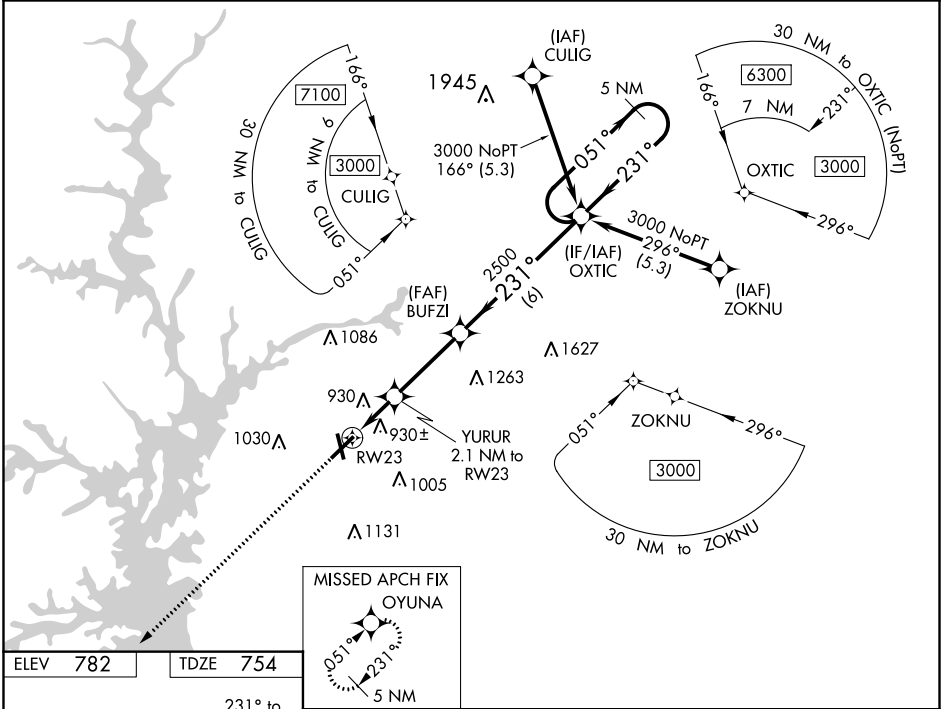 (IAF)
CULIG
1945
5 NM
051°
231°
3000 NoPT
166° (5.3)
166°
7100
9 NM to CULIG
3000
CULIG
30 NM to CULIG
051°
30 NM to OXTIC (NoPT)
6300
166°
7 NM
231°
OXTIC
3000
296°
3000 NoPT
296°
(5.3)
(IF/IAF)
OXTIC
(IAF)
ZOKNU
2500
231°
(6)
(FAF)
BUFZI
1086
1627
1263
930
930±
1030
RW23
YURUR
2.1 NM to
RW23
1005
1131
051°
ZOKNU
296°
3000
30 NM to ZOKNU
MISSED APCH FIX
OYUNA
051°
231°
5 NM
ELEV 782
TDZE 754
231° to